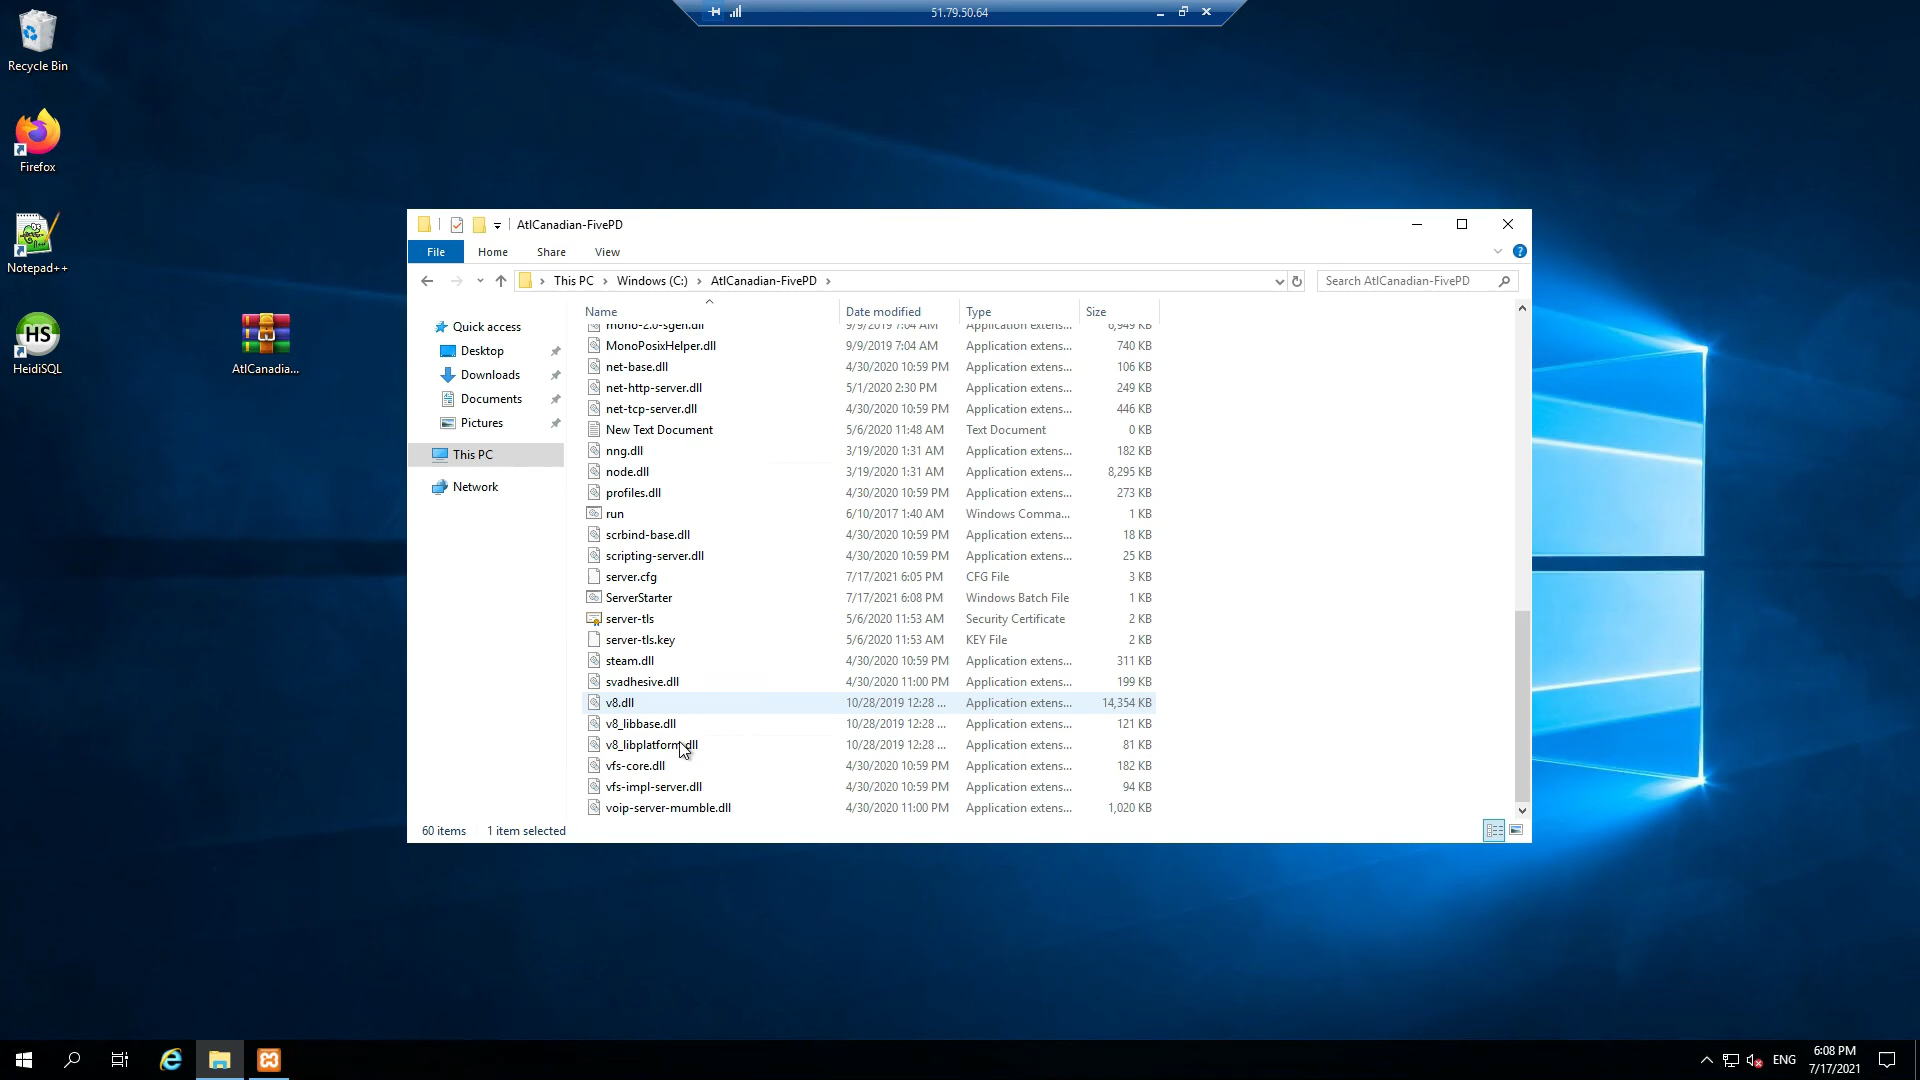 51.79.50.64
Recycle Bin
Firefox
Notepad++
HS
HeidiSQL
AtlCanadia...
AtlCanadian-FivePD
File Home Share View
This PC Windows (C:) AtlCanadian-FivePD
Search AtlCanadian-FivePD
Quick access
Desktop
Downloads
Documents
Pictures
This PC
Network
Name Date modified Type Size
mono-2.0-sgen.dll 9/9/2019 7:04 AM Application extens... 6,949 KB
MonoPosixHelper.dll 9/9/2019 7:04 AM Application extens... 740 KB
net-base.dll 4/30/2020 10:59 PM Application extens... 106 KB
net-http-server.dll 5/1/2020 2:30 PM Application extens... 249 KB
net-tcp-server.dll 4/30/2020 10:59 PM Application extens... 446 KB
New Text Document 5/6/2020 11:48 AM Text Document 0 KB
nng.dll 3/19/2020 1:31 AM Application extens... 182 KB
node.dll 3/19/2020 1:31 AM Application extens... 8,295 KB
profiles.dll 4/30/2020 10:59 PM Application extens... 273 KB
run 6/10/2017 1:40 AM Windows Comma... 1 KB
scrbind-base.dll 4/30/2020 10:59 PM Application extens... 18 KB
scripting-server.dll 4/30/2020 10:59 PM Application extens... 25 KB
server.cfg 7/17/2021 6:05 PM CFG File 3 KB
ServerStarter 7/17/2021 6:08 PM Windows Batch File 1 KB
server-tls 5/6/2020 11:53 AM Security Certificate 2 KB
server-tls.key 5/6/2020 11:53 AM KEY File 2 KB
steam.dll 4/30/2020 10:59 PM Application extens... 311 KB
svadhesive.dll 4/30/2020 11:00 PM Application extens... 199 KB
v8.dll 10/28/2019 12:28 ... Application extens... 14,354 KB
v8_libbase.dll 10/28/2019 12:28 ... Application extens... 121 KB
v8_libplatform.dll 10/28/2019 12:28 ... Application extens... 81 KB
vfs-core.dll 4/30/2020 10:59 PM Application extens... 182 KB
vfs-impl-server.dll 4/30/2020 10:59 PM Application extens... 94 KB
voip-server-mumble.dll 4/30/2020 11:00 PM Application extens... 1,020 KB
60 items 1 item selected
ENG
6:08 PM
7/17/2021